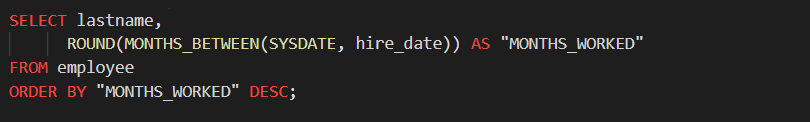 SELECT lastname,
ROUND(MONTHS_BETWEEN(SYSDATE, hire_date)) AS "MONTHS_WORKED"
FROM employee
ORDER BY "MONTHS_WORKED" DESC;